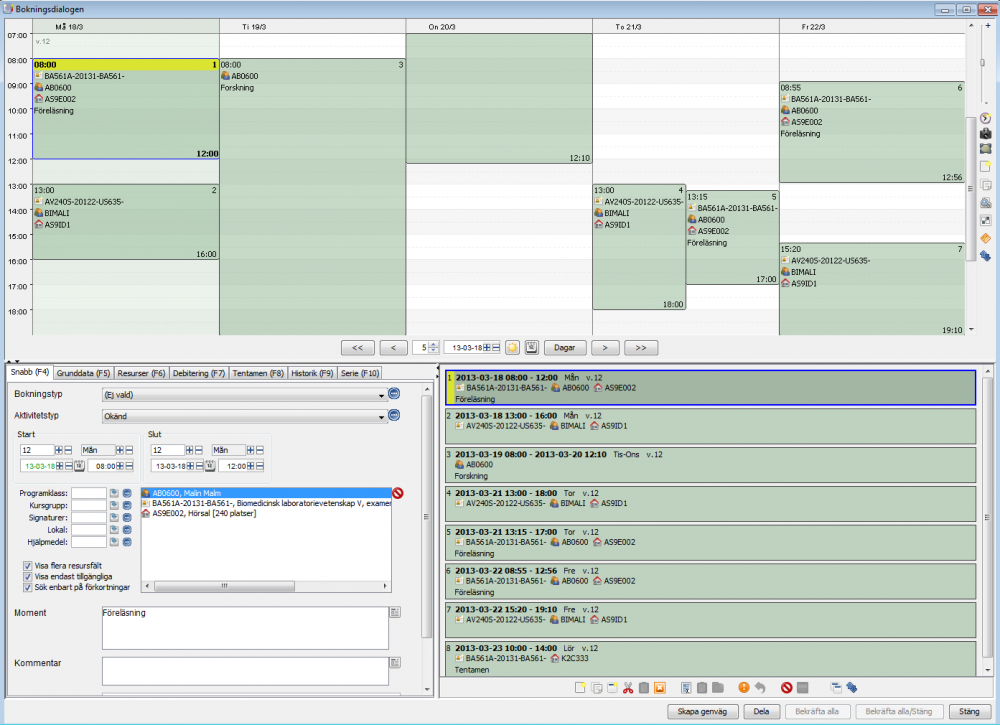 Bokningsdialogen
Må 18/3 Ti 19/3 On 20/3 To 21/3 Fr 22/3
v.12
07:00
08:00
09:00
10:00
11:00
12:00
13:00
14:00
15:00
16:00
17:00
18:00
08:00 1
BA561A-20131-BA561-
AB0600
AS9E002
Föreläsning
12:00
13:00 2
AV240S-20122-US635-
BIMALI
AS9ID1
16:00
08:00 3
AB0600
Forskning
12:10
13:00 4
AV240S-20122-US635-
BIMALI
AS9ID1
18:00
13:15 5
BA561A-20131-BA561-
AB0600
AS9E002
Föreläsning
17:00
08:55 6
BA561A-20131-BA561-
AB0600
AS9E002
Föreläsning
12:56
15:20 7
AV240S-20122-US635-
BIMALI
AS9ID1
19:10
<< < 5 13-03-18 Dagar > >>
Snabb (F4) Grunddata (F5) Resurser (F6) Debitering (F7) Tentamen (F8) Historik (F9) Serie (F10)
Bokningstyp (Ej vald)
Aktivitetstyp Okänd
Start Slut
12 Mån 12 Mån
13-03-18 08:00 13-03-18 12:00
Programklass:
Kursgrupp:
Signaturer:
Lokal:
Hjälpmedel:
AB0600, Malin Malm
BA561A-20131-BA561-, Biomedicinsk laboratorievetenskap V, examen
AS9E002, Hörsal [240 platser]
Visa flera resursfält
Visa endast tillgängliga
Sök enbart på förkortningar
Moment Föreläsning
Kommentar
1 2013-03-18 08:00 - 12:00 Mån v.12
BA561A-20131-BA561- AB0600 AS9E002
Föreläsning
2 2013-03-18 13:00 - 16:00 Mån v.12
AV240S-20122-US635- BIMALI AS9ID1
3 2013-03-19 08:00 - 2013-03-20 12:10 Tis-Ons v.12
AB0600
Forskning
4 2013-03-21 13:00 - 18:00 Tor v.12
AV240S-20122-US635- BIMALI AS9ID1
5 2013-03-21 13:15 - 17:00 Tor v.12
BA561A-20131-BA561- AB0600 AS9E002
Föreläsning
6 2013-03-22 08:55 - 12:56 Fre v.12
BA561A-20131-BA561- AB0600 AS9E002
Föreläsning
7 2013-03-22 15:20 - 19:10 Fre v.12
AV240S-20122-US635- BIMALI AS9ID1
8 2013-03-23 10:00 - 14:00 Lör v.12
BA561A-20131-BA561- K2C333
Tentamen
Skapa genväg Dela Bekräfta alla Bekräfta alla/Stäng Stäng